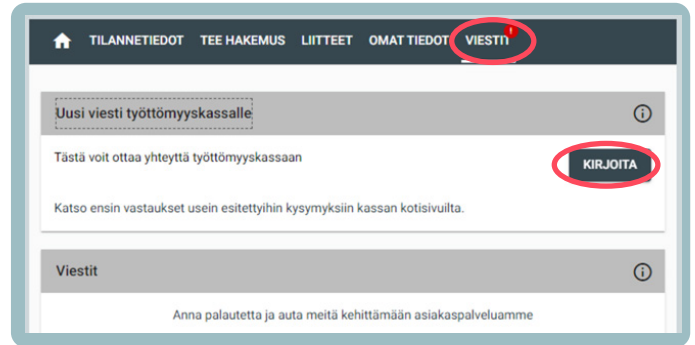 TILANNETIEDOT TEE HAKEMUS LIITTEET OMAT TIEDOT VIESTIT !
Uusi viesti työttömyyskassalle
Tästä voit ottaa yhteyttä työttömyyskassaan
KIRJOITA
Katso ensin vastaukset usein esitettyihin kysymyksiin kassan kotisivuilta.
Viestit
Anna palautetta ja auta meitä kehittämään asiakaspalveluamme